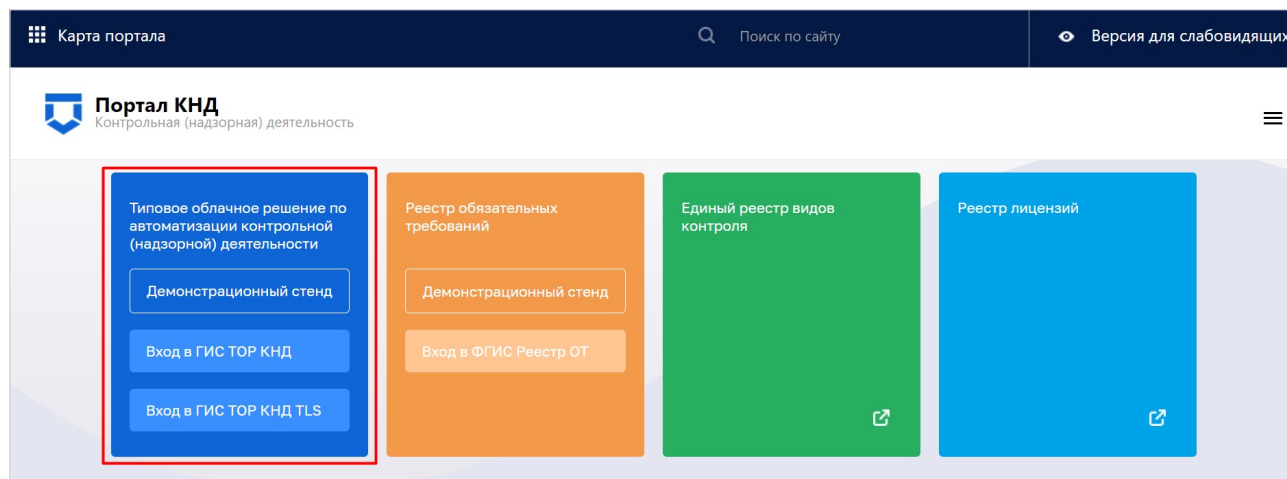 Карта портала
Поиск по сайту
Версия для слабовидящих
Портал КНД
Контрольная (надзорная) деятельность
Типовое облачное решение по
автоматизации контрольной
(надзорной) деятельности
Демонстрационный стенд
Вход в ГИС ТОР КНД
Вход в ГИС ТОР КНД TLS
Реестр обязательных
требований
Демонстрационный стенд
Вход в ФГИС Реестр ОТ
Единый реестр видов
контроля
Реестр лицензий